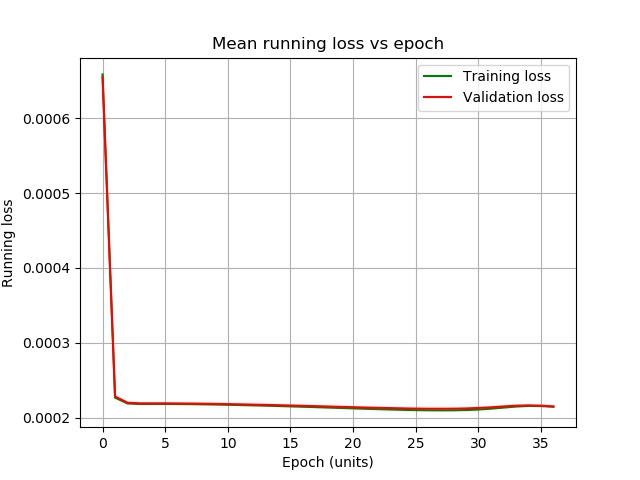 Mean running loss vs epoch
Training loss
Validation loss
Running loss
0.0006
0.0005
0.0004
0.0003
0.0002
0 5 10 15 20 25 30 35
Epoch (units)